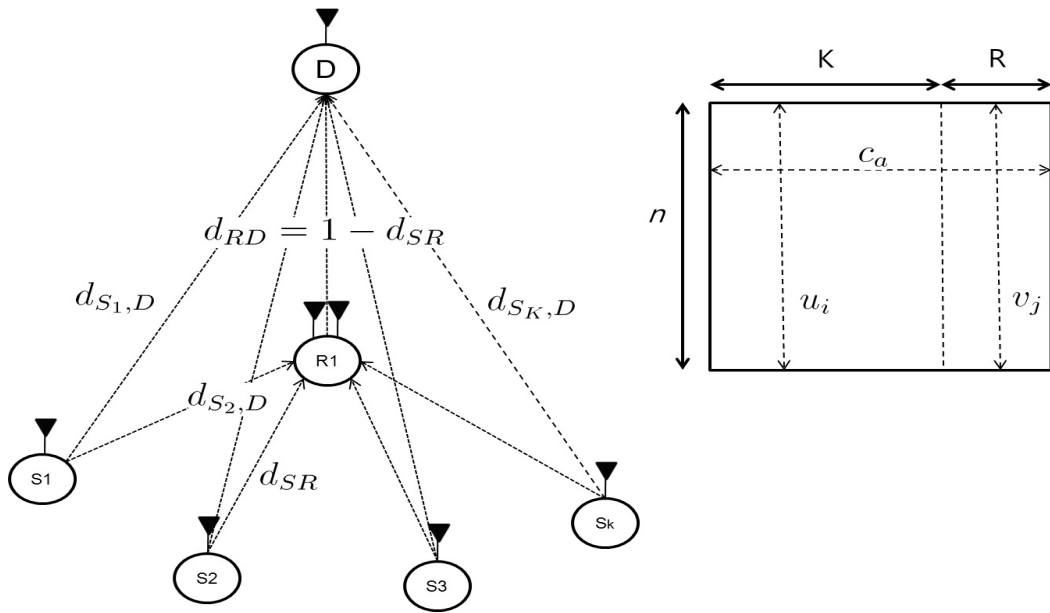 D
d_{RD} = 1 - d_{SR}
d_{S_1,D}
d_{S_K,D}
R1
d_{S_2,D}
d_{SR}
S1
S2
S3
Sk
K
R
n
c_a
u_i
v_j